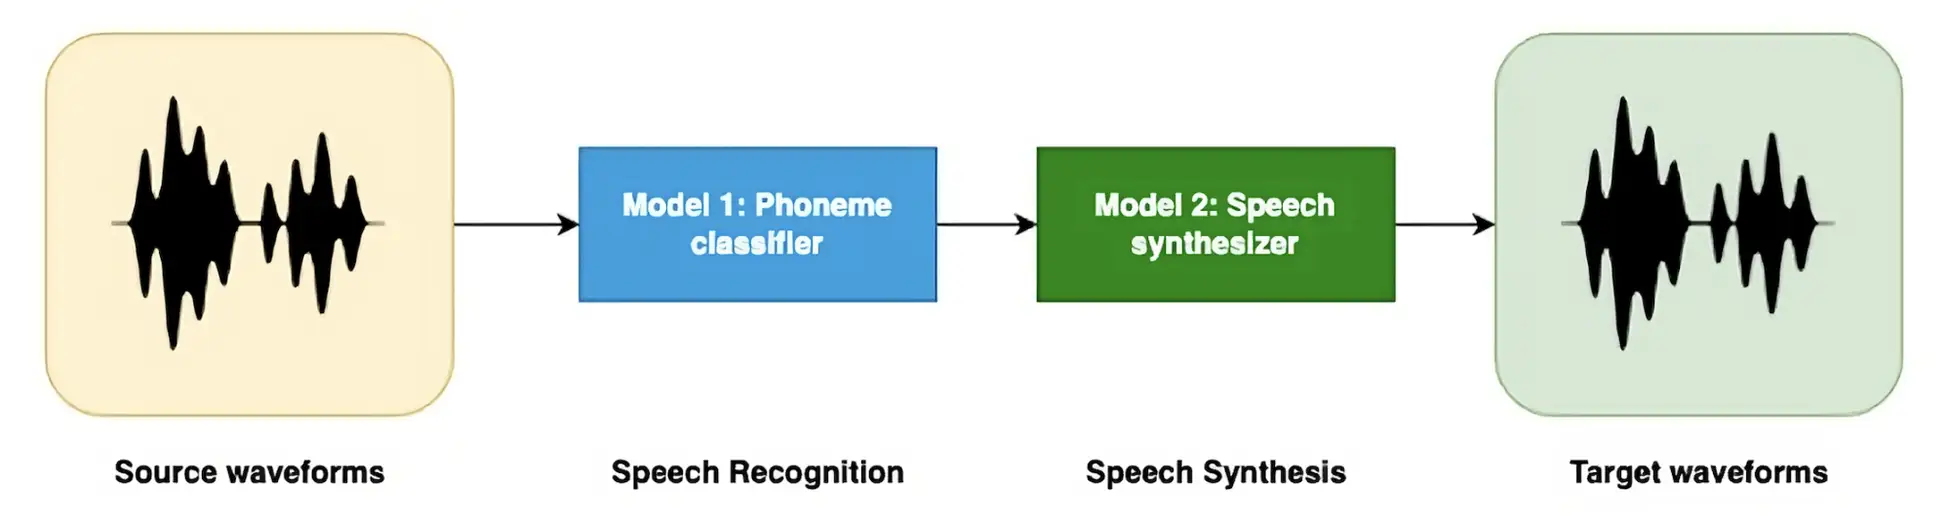 Model 1: Phoneme
classifier
Model 2: Speech
synthesizer
Source waveforms
Speech Recognition
Speech Synthesis
Target waveforms